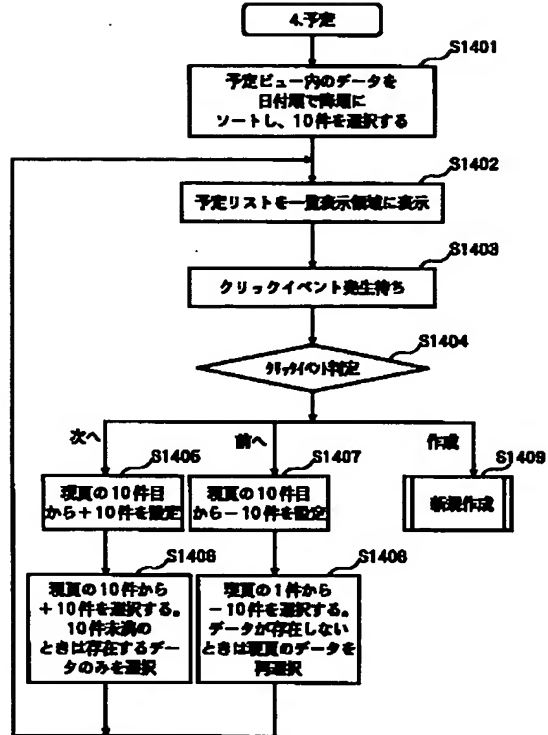 4.予定
S1401
予定ビュー内のデータを
日付順で降順に
ソートし、10件を選択する
S1402
予定リストを一覧表示領域に表示
S1403
クリックイベント発生待ち
S1404
クリックイベント判定
次へ
前へ
作成
S1405
S1407
S1409
現頁の10件目
から+10件を設定
現頁の10件目
から-10件を設定
新規作成
S1406
S1408
現頁の10件から
+10件を選択する。
10件未満の
ときは存在するデー
タのみを選択
現頁の1件から
-10件を選択する。
データが存在しない
ときは現頁のデータを
再選択